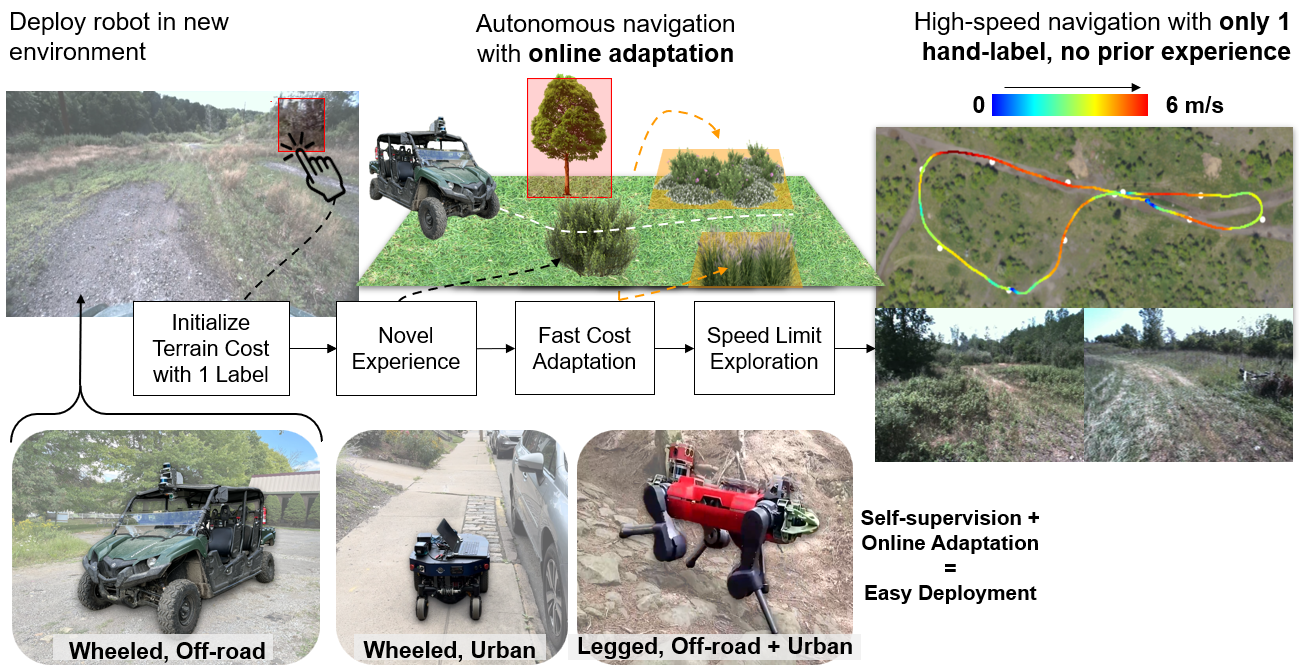 Deploy robot in new
environment
Autonomous navigation
with online adaptation
High-speed navigation with only 1
hand-label, no prior experience
0
6 m/s
Initialize
Terrain Cost
with 1 Label
Novel
Experience
Fast Cost
Adaptation
Speed Limit
Exploration
Wheeled, Off-road
Wheeled, Urban
Legged, Off-road + Urban
Self-supervision +
Online Adaptation
=
Easy Deployment